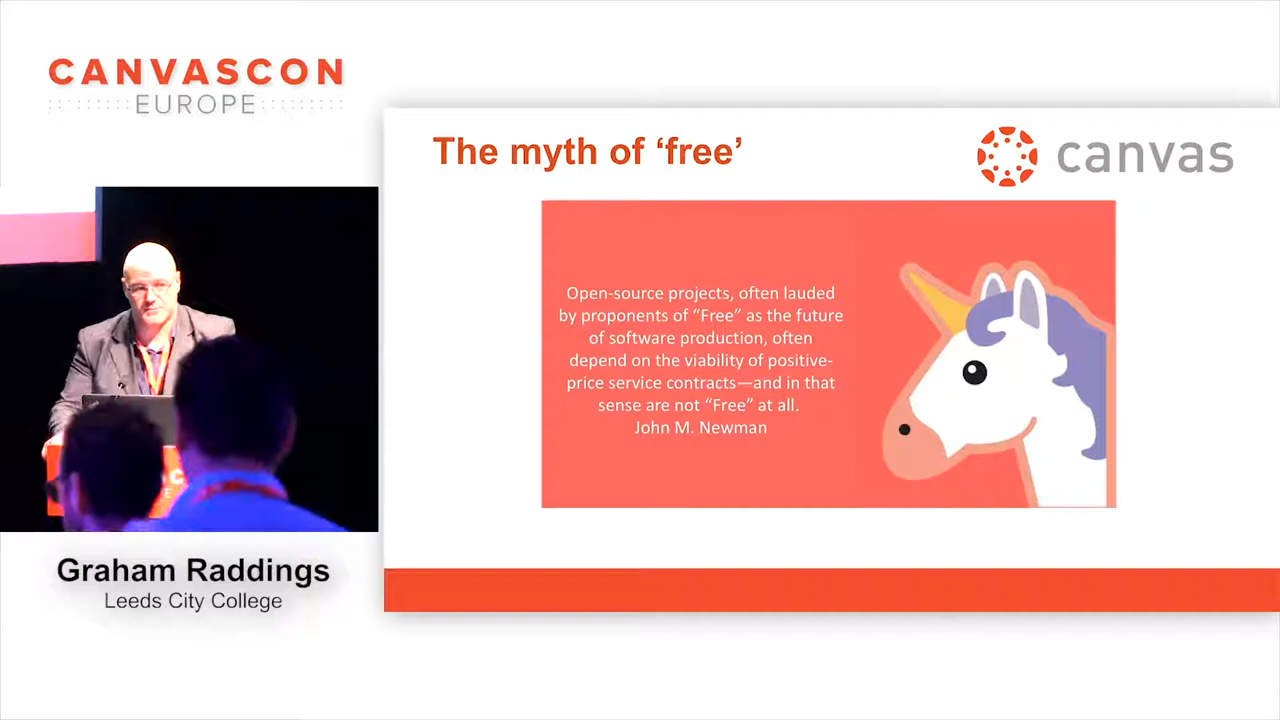 CANVASCON
EUROPE
The myth of ‘free’
canvas
Open-source projects, often lauded
by proponents of “Free” as the future
of software production, often
depend on the viability of positive-
price service contracts—and in that
sense are not “Free” at all.
John M. Newman
Graham Raddings
Leeds City College